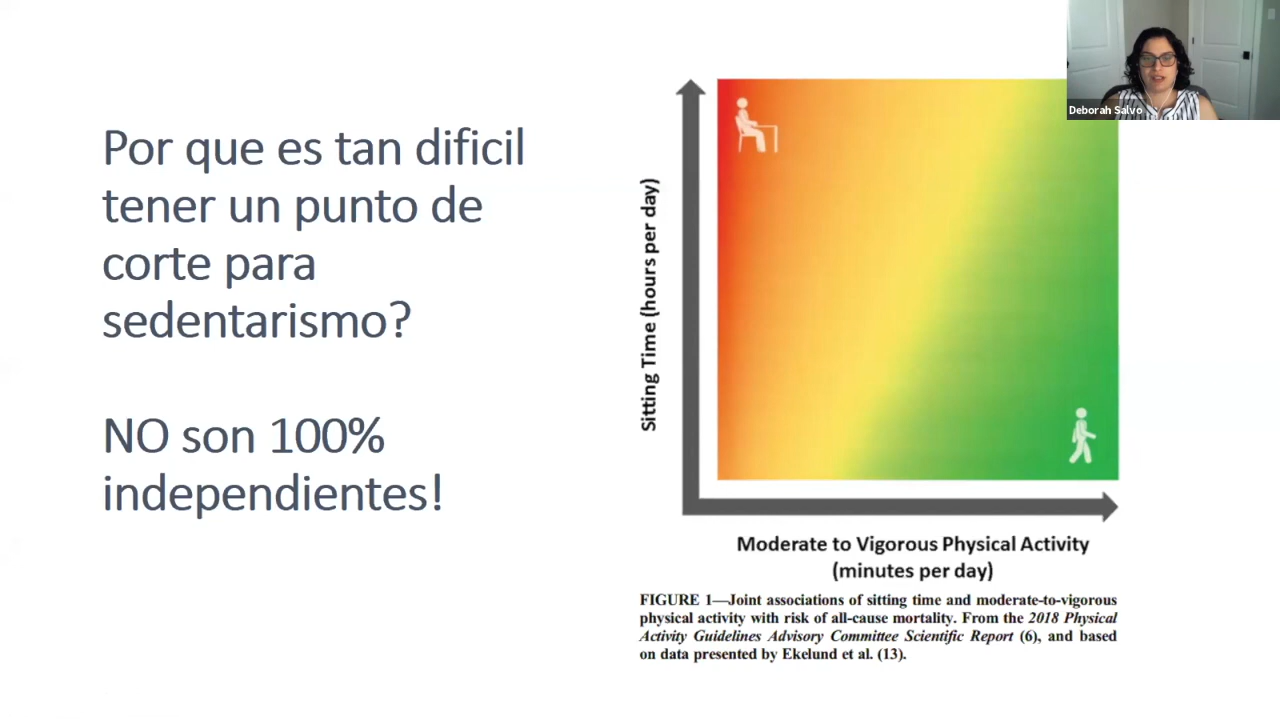 Por que es tan dificil
tener un punto de
corte para
sedentarismo?
NO son 100%
independientes!
Deborah Salvo
Sitting Time (hours per day)
Moderate to Vigorous Physical Activity
(minutes per day)
FIGURE 1—Joint associations of sitting time and moderate-to-vigorous
physical activity with risk of all-cause mortality. From the 2018 Physical
Activity Guidelines Advisory Committee Scientific Report (6), and based
on data presented by Ekelund et al. (13).